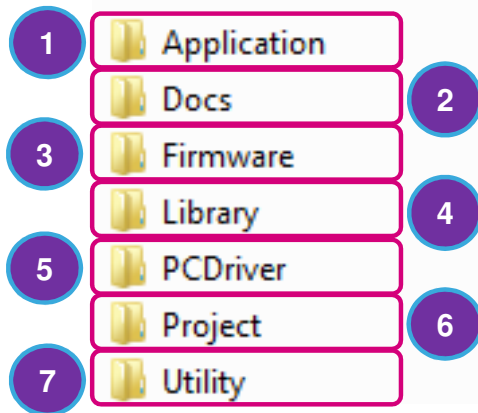 1 Application
Docs 2
3 Firmware
Library 4
5 PCDriver
Project 6
7 Utility